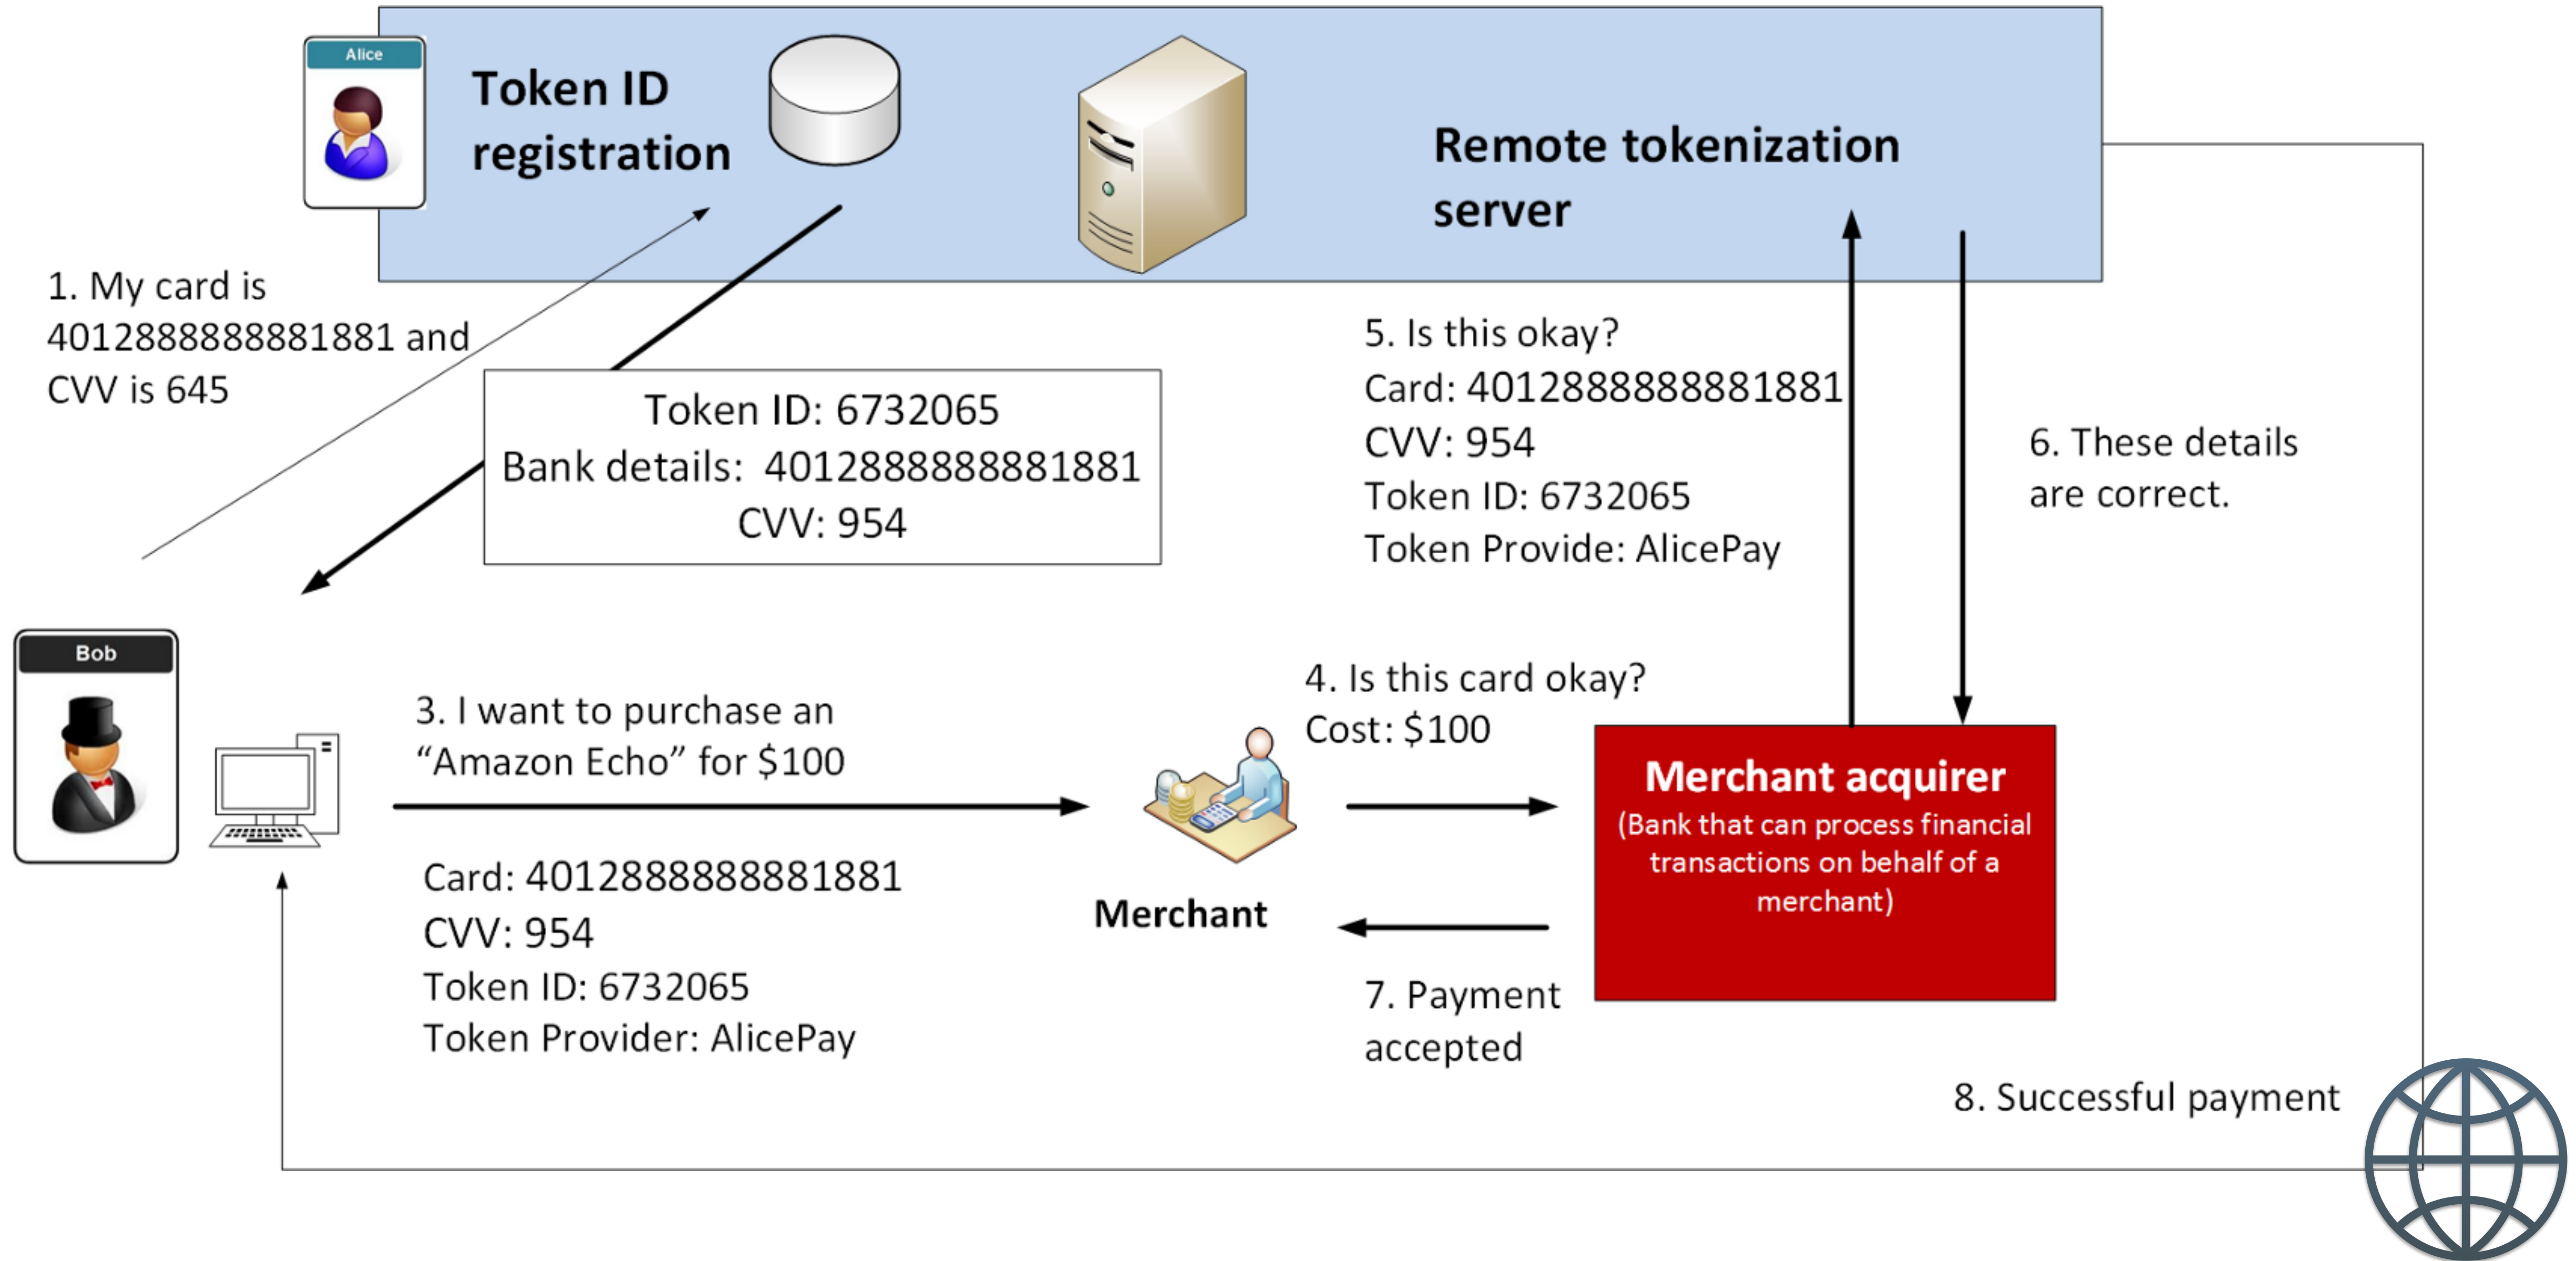 Alice
Token ID
registration
Remote tokenization
server
1. My card is
4012888888881881 and
CVV is 645
Token ID: 6732065
Bank details:  4012888888881881
CVV: 954
5. Is this okay?
Card: 4012888888881881
CVV: 954
Token ID: 6732065
Token Provide: AlicePay
6. These details
are correct.
Bob
3. I want to purchase an
“Amazon Echo” for $100
Card: 4012888888881881
CVV: 954
Token ID: 6732065
Token Provider: AlicePay
Merchant
4. Is this card okay?
Cost: $100
Merchant acquirer
(Bank that can process financial
transactions on behalf of a
merchant)
7. Payment
accepted
8. Successful payment